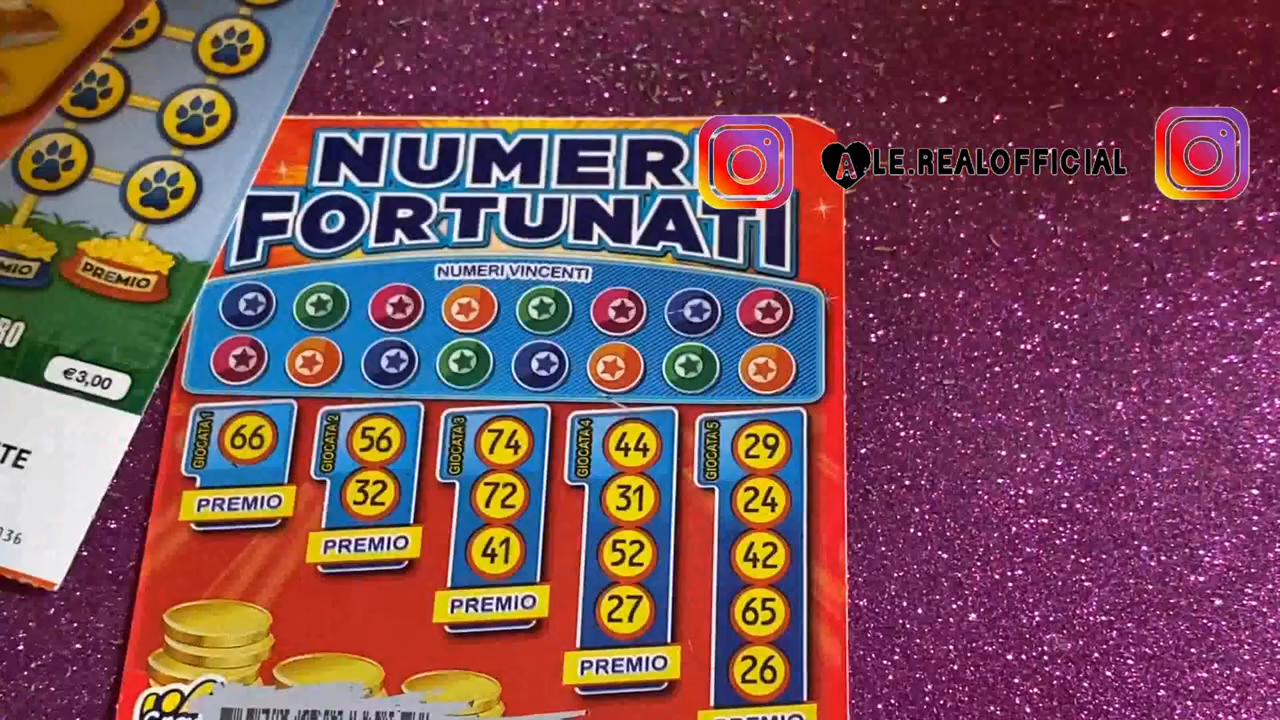 NUMERI
FORTUNATI
LE.REALOFFICIAL
NUMERI VINCENTI
GIOCATA 1
66
PREMIO
GIOCATA 2
56
32
PREMIO
GIOCATA 3
74
72
41
PREMIO
GIOCATA 4
44
31
52
27
PREMIO
GIOCATA 5
29
24
42
65
26
PREMIO
PREMIO
€3,00